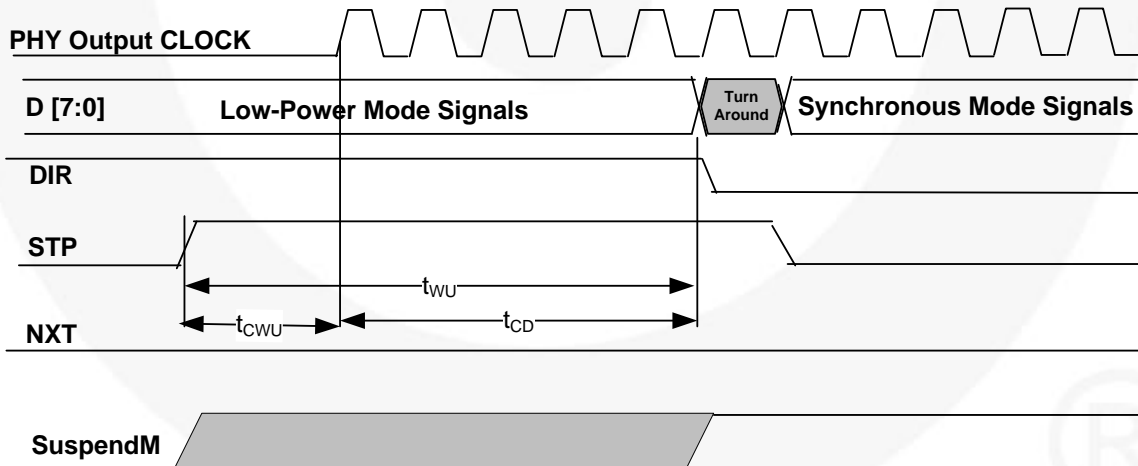 PHY Output CLOCK
D [7:0]
Low-Power Mode Signals
Turn
Around
Synchronous Mode Signals
DIR
STP
tWU
tCWU
tCD
NXT
SuspendM
R